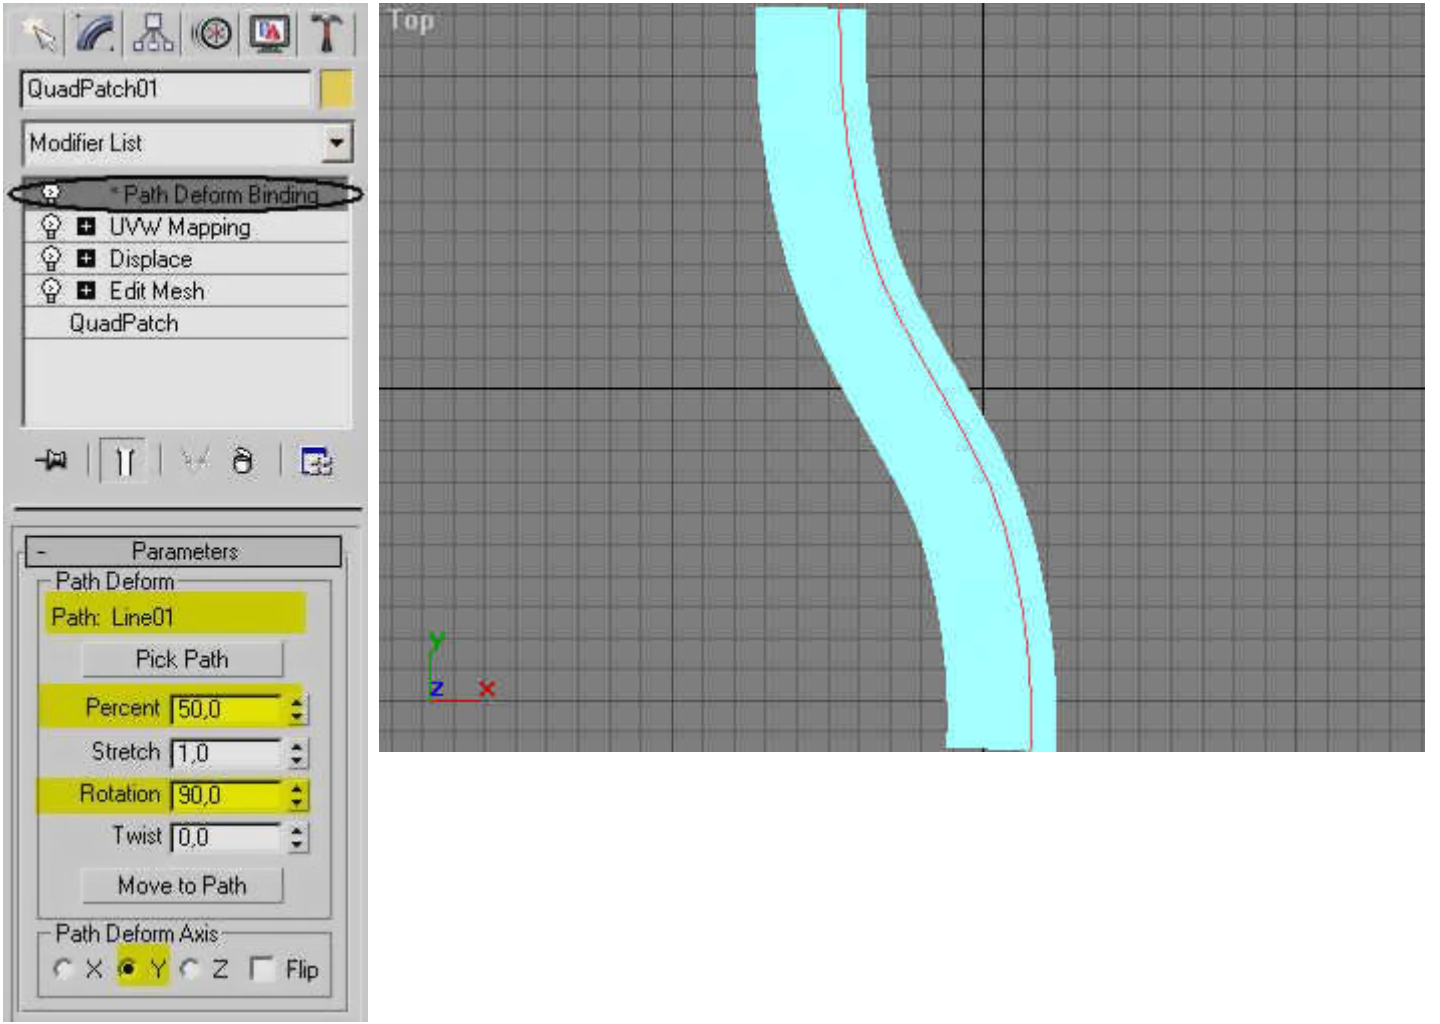 QuadPatch01
Modifier List
* Path Deform Binding
UVW Mapping
Displace
Edit Mesh
QuadPatch
- Parameters
Path Deform
Path: Line01
Pick Path
Percent 50,0
Stretch 1,0
Rotation 90,0
Twist 0,0
Move to Path
Path Deform Axis
X Y Z Flip
Top
y
z x